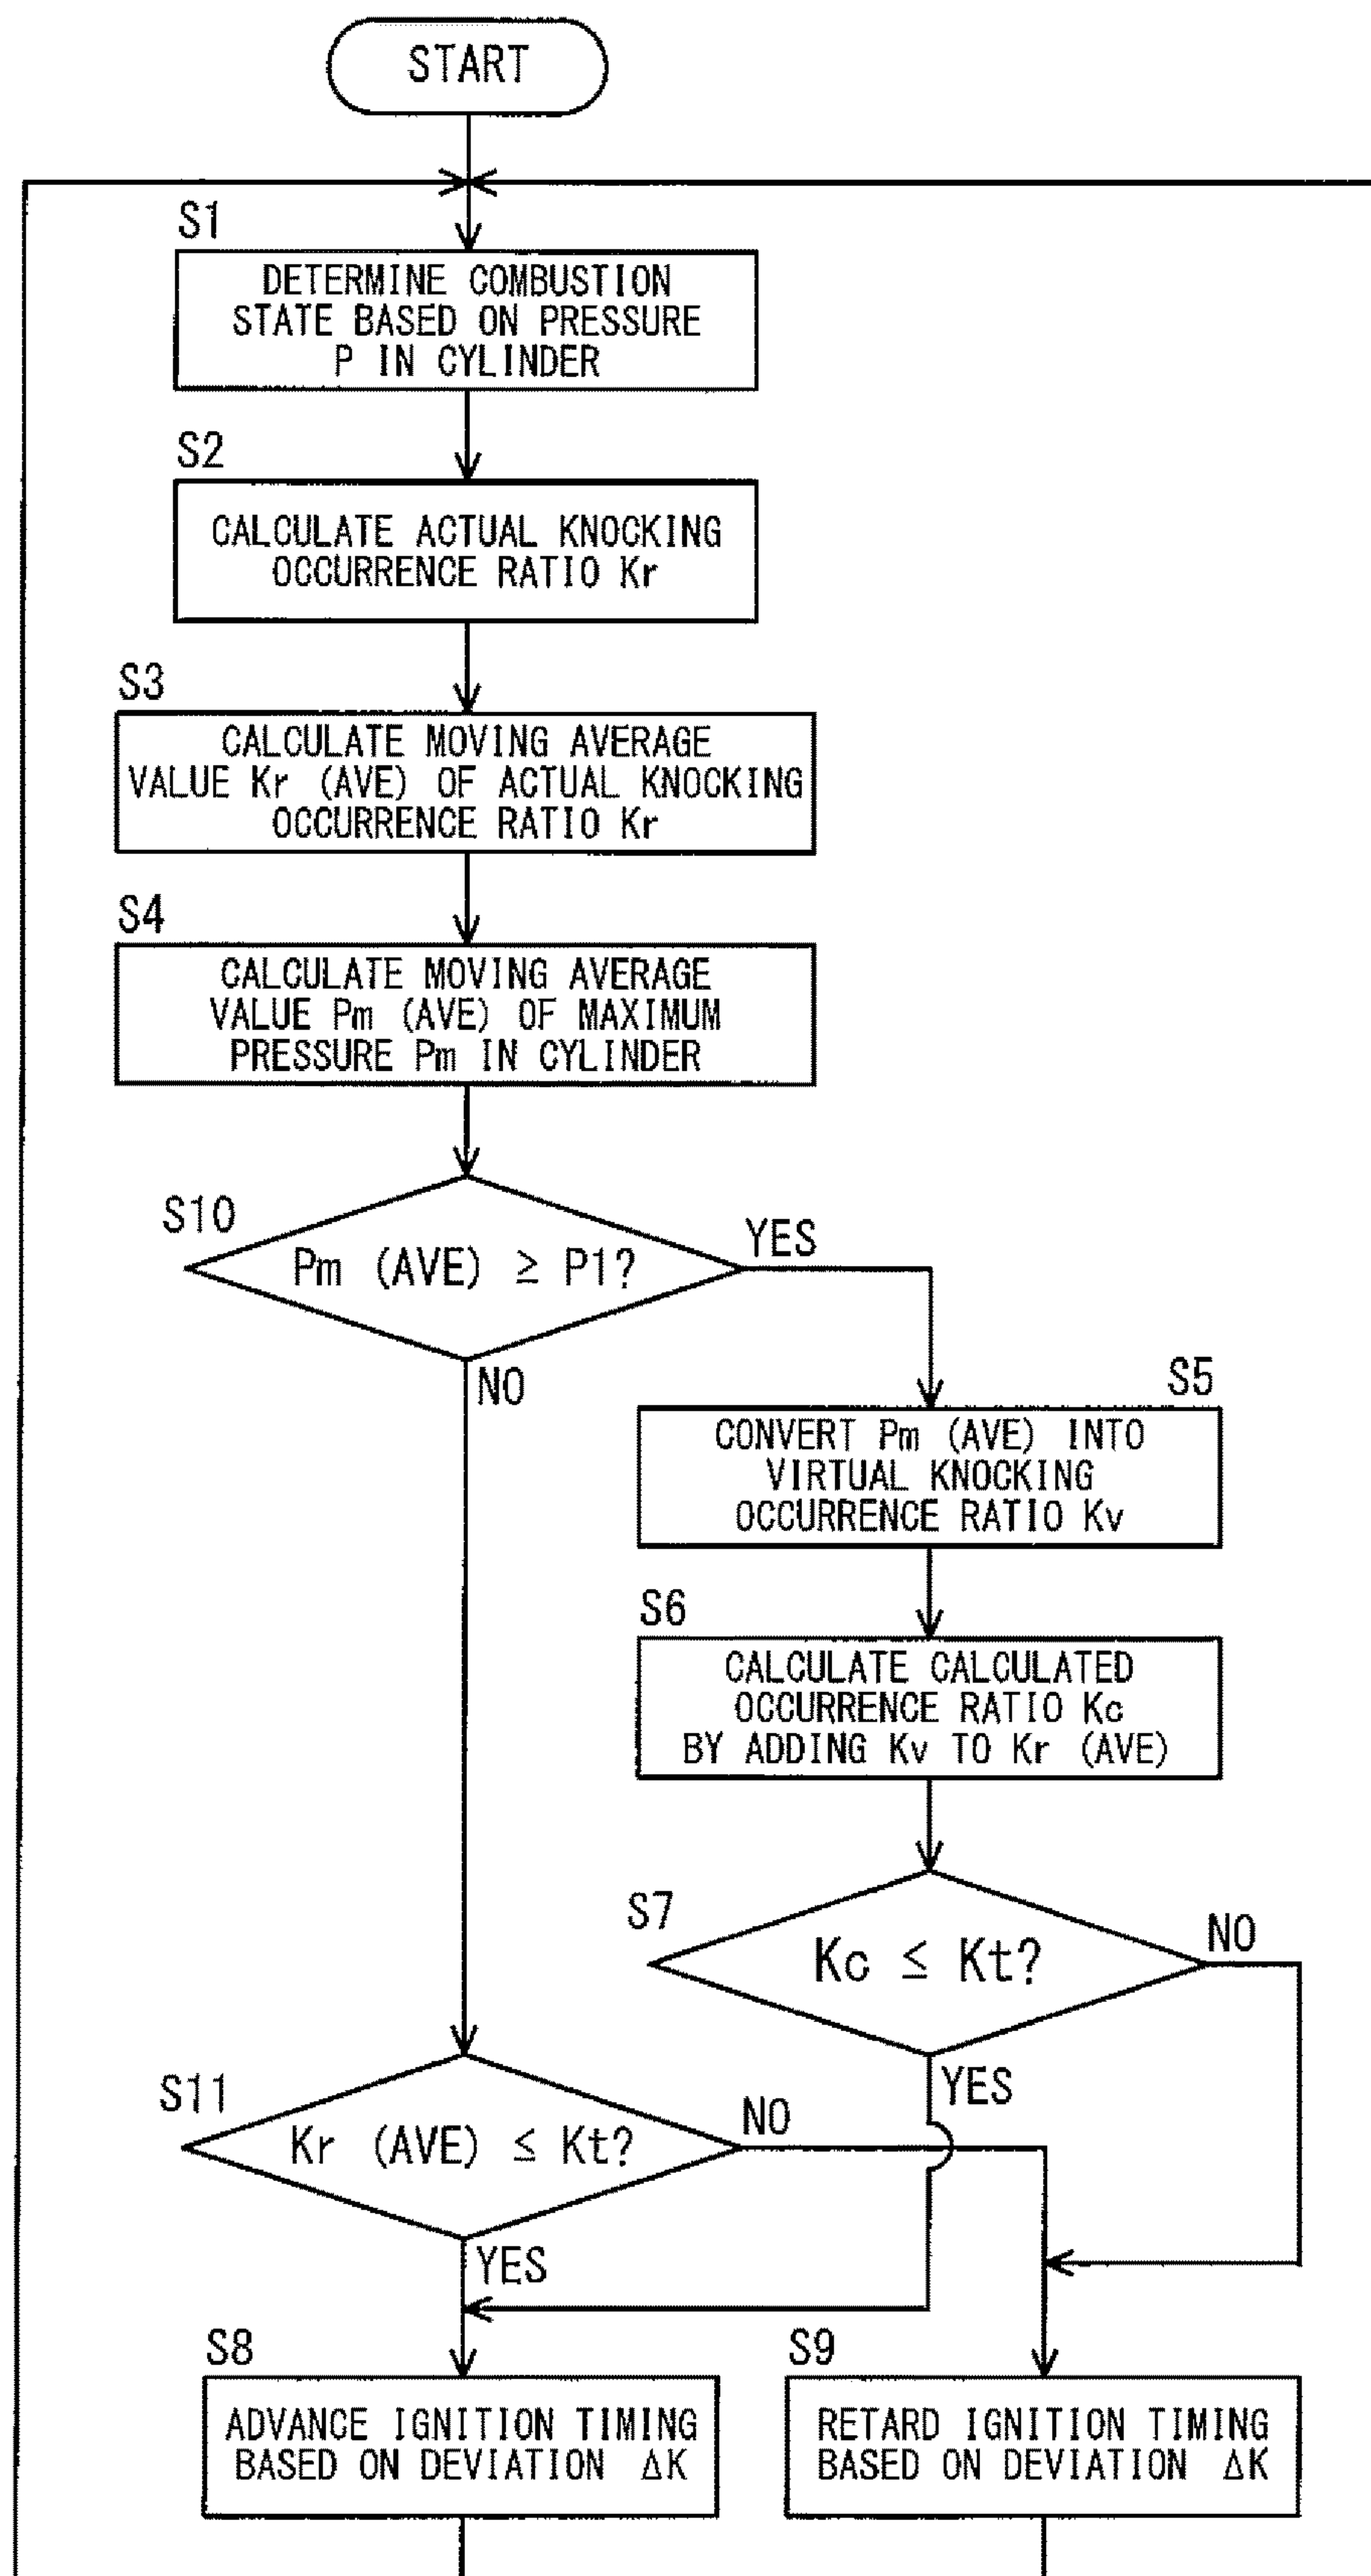 START
S1
DETERMINE COMBUSTION
STATE BASED ON PRESSURE
P IN CYLINDER
S2
CALCULATE ACTUAL KNOCKING
OCCURRENCE RATIO Kr
S3
CALCULATE MOVING AVERAGE
VALUE Kr (AVE) OF ACTUAL KNOCKING
OCCURRENCE RATIO Kr
S4
CALCULATE MOVING AVERAGE
VALUE Pm (AVE) OF MAXIMUM
PRESSURE Pm IN CYLINDER
S10
Pm (AVE) ≥ P1?
YES
NO
S5
CONVERT Pm (AVE) INTO
VIRTUAL KNOCKING
OCCURRENCE RATIO Kv
S6
CALCULATE CALCULATED
OCCURRENCE RATIO Kc
BY ADDING Kv TO Kr (AVE)
S7
Kc ≤ Kt?
NO
YES
S11
Kr (AVE) ≤ Kt?
NO
YES
S8
ADVANCE IGNITION TIMING
BASED ON DEVIATION ΔK
S9
RETARD IGNITION TIMING
BASED ON DEVIATION ΔK